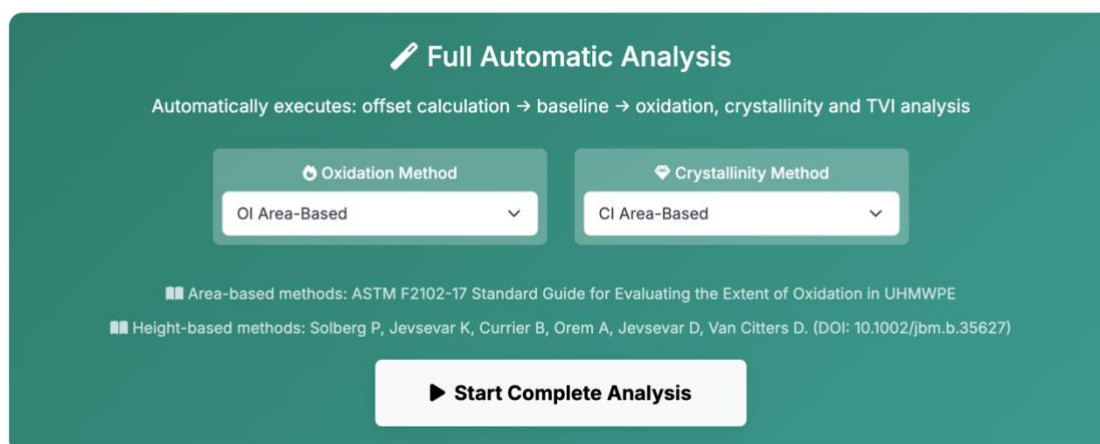 Full Automatic Analysis
Automatically executes: offset calculation → baseline → oxidation, crystallinity and TVI analysis
Oxidation Method
Crystallinity Method
OI Area-Based
CI Area-Based
Area-based methods: ASTM F2102-17 Standard Guide for Evaluating the Extent of Oxidation in UHMWPE
Height-based methods: Solberg P, Jevsevar K, Currier B, Orem A, Jevsevar D, Van Citters D. (DOI: 10.1002/jbm.b.35627)
Start Complete Analysis